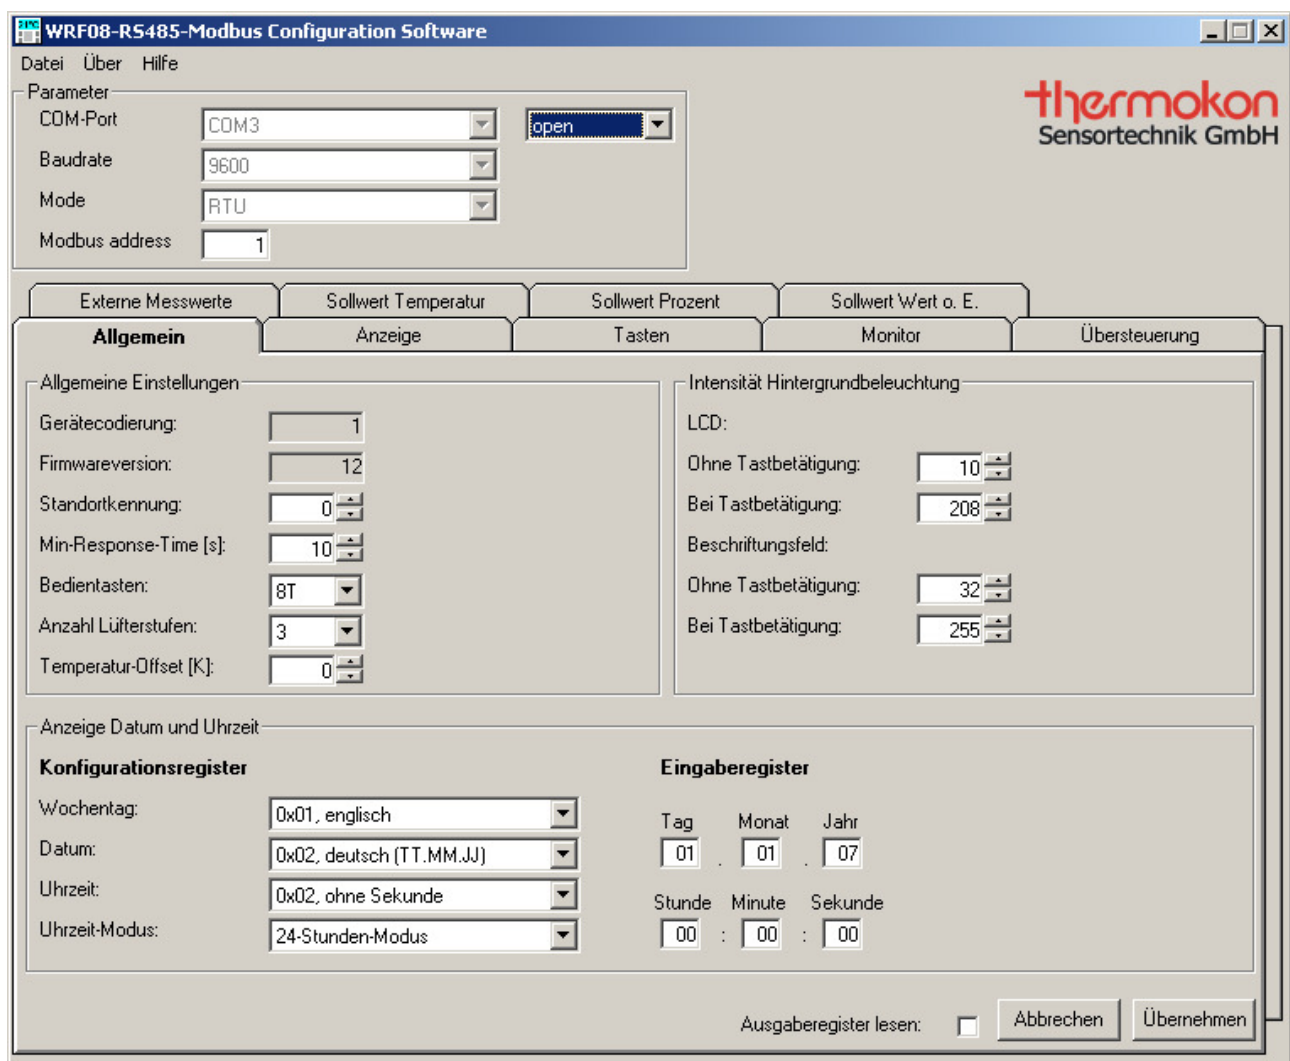 WRF08-RS485-Modbus Configuration Software
Datei Über Hilfe
thermokon
Sensortechnik GmbH
Parameter
COM-Port COM3 open
Baudrate 9600
Mode RTU
Modbus address 1
Externe Messwerte Sollwert Temperatur Sollwert Prozent Sollwert Wert o. E.
Allgemein Anzeige Tasten Monitor Übersteuerung
Allgemeine Einstellungen
Gerätecodierung: 1
Firmwareversion: 12
Standortkennung: 0
Min-Response-Time [s]: 10
Bedientasten: 8T
Anzahl Lüfterstufen: 3
Temperatur-Offset [K]: 0
Intensität Hintergrundbeleuchtung
LCD:
Ohne Tastbetätigung: 10
Bei Tastbetätigung: 208
Beschriftungsfeld:
Ohne Tastbetätigung: 32
Bei Tastbetätigung: 255
Anzeige Datum und Uhrzeit
Konfigurationsregister
Wochentag: 0x01, englisch
Datum: 0x02, deutsch (TT.MM.JJ)
Uhrzeit: 0x02, ohne Sekunde
Uhrzeit-Modus: 24-Stunden-Modus
Eingaberegister
Tag Monat Jahr
01 . 01 . 07
Stunde Minute Sekunde
00 : 00 : 00
Ausgaberegister lesen: Abbrechen Übernehmen